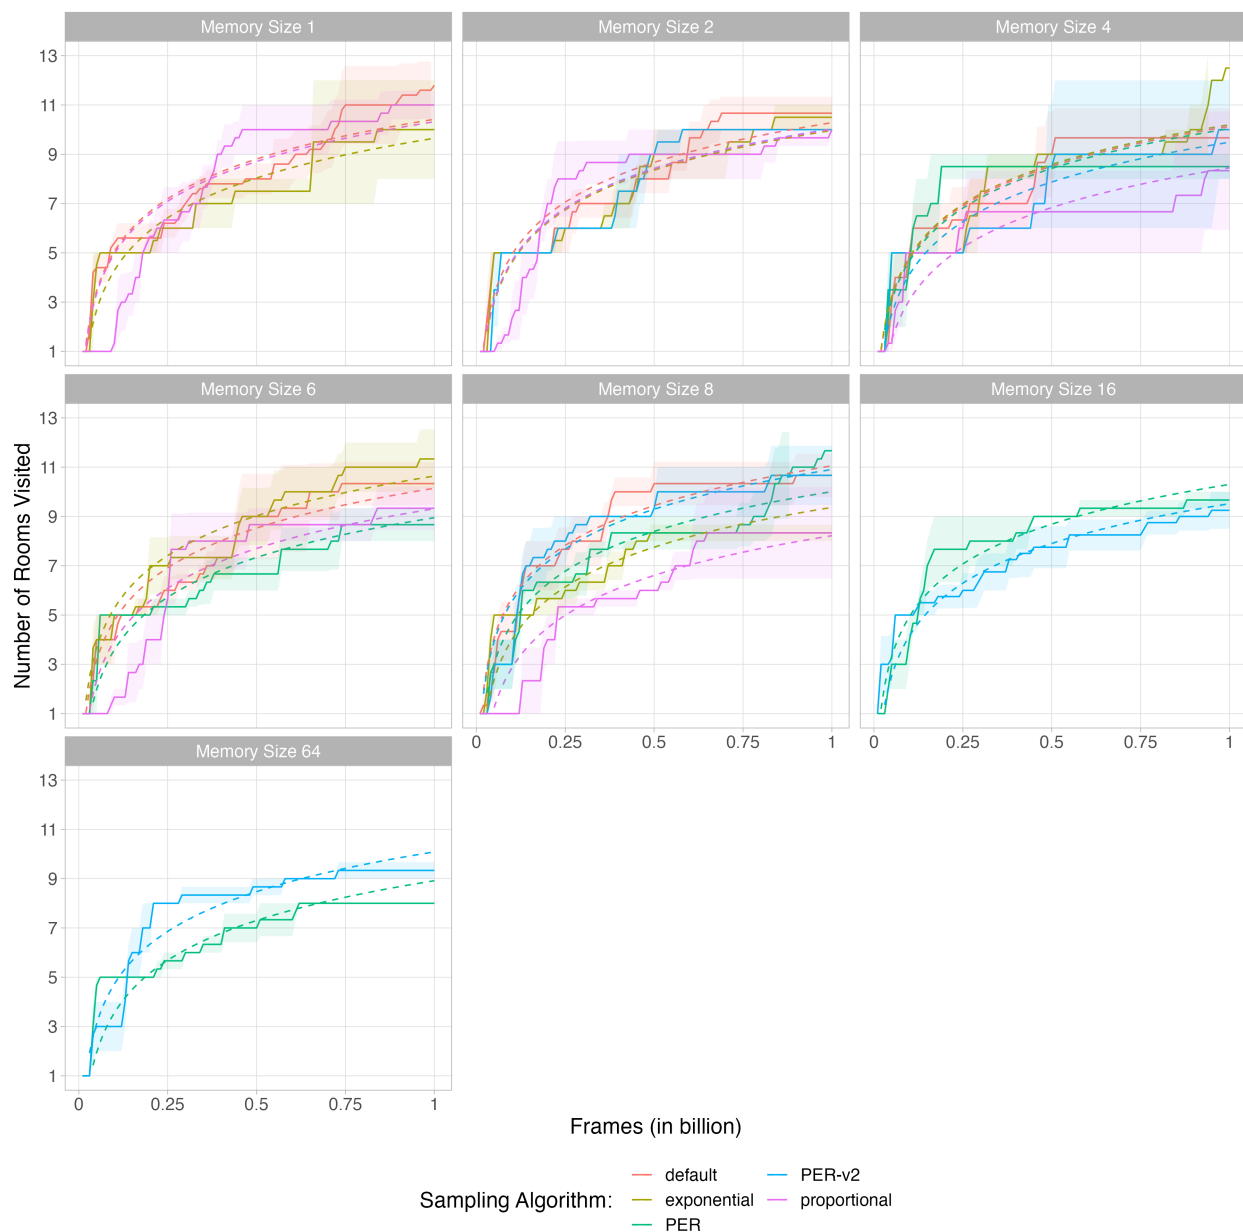 Memory Size 1
Memory Size 2
Memory Size 4
13
11
9
7
5
3
1
Memory Size 6
Memory Size 8
Memory Size 16
13
11
9
7
5
3
1
0 0.25 0.5 0.75 1
0 0.25 0.5 0.75 1
Memory Size 64
13
11
9
7
5
3
1
0 0.25 0.5 0.75 1
Number of Rooms Visited
Frames (in billion)
Sampling Algorithm:
default
exponential
PER
PER-v2
proportional